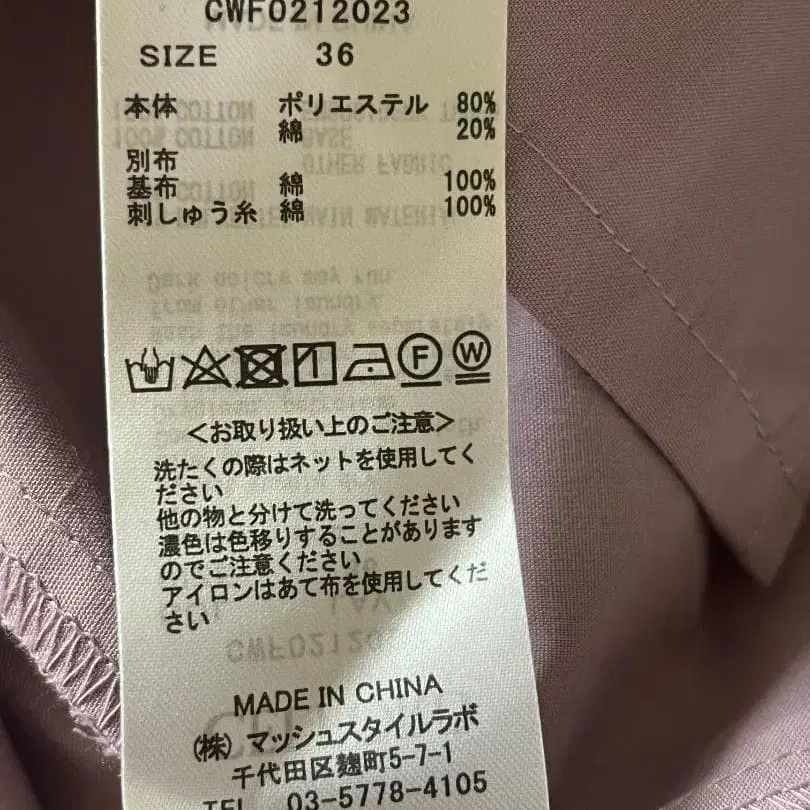 CWF0212023
SIZE 36
本体 ポリエステル 80%
綿 20%
別布
基布 綿 100%
刺しゅう糸 綿 100%
F W
<お取り扱い上のご注意>
洗たくの際はネットを使用してく
ださい
他の物と分けて洗ってください
濃色は色移りすることがあります
のでご注意ください
アイロンはあて布を使用してくだ
さい
MADE IN CHINA
(株) マッシュスタイルラボ
千代田区麹町5-7-1
TEL 03-5778-4105